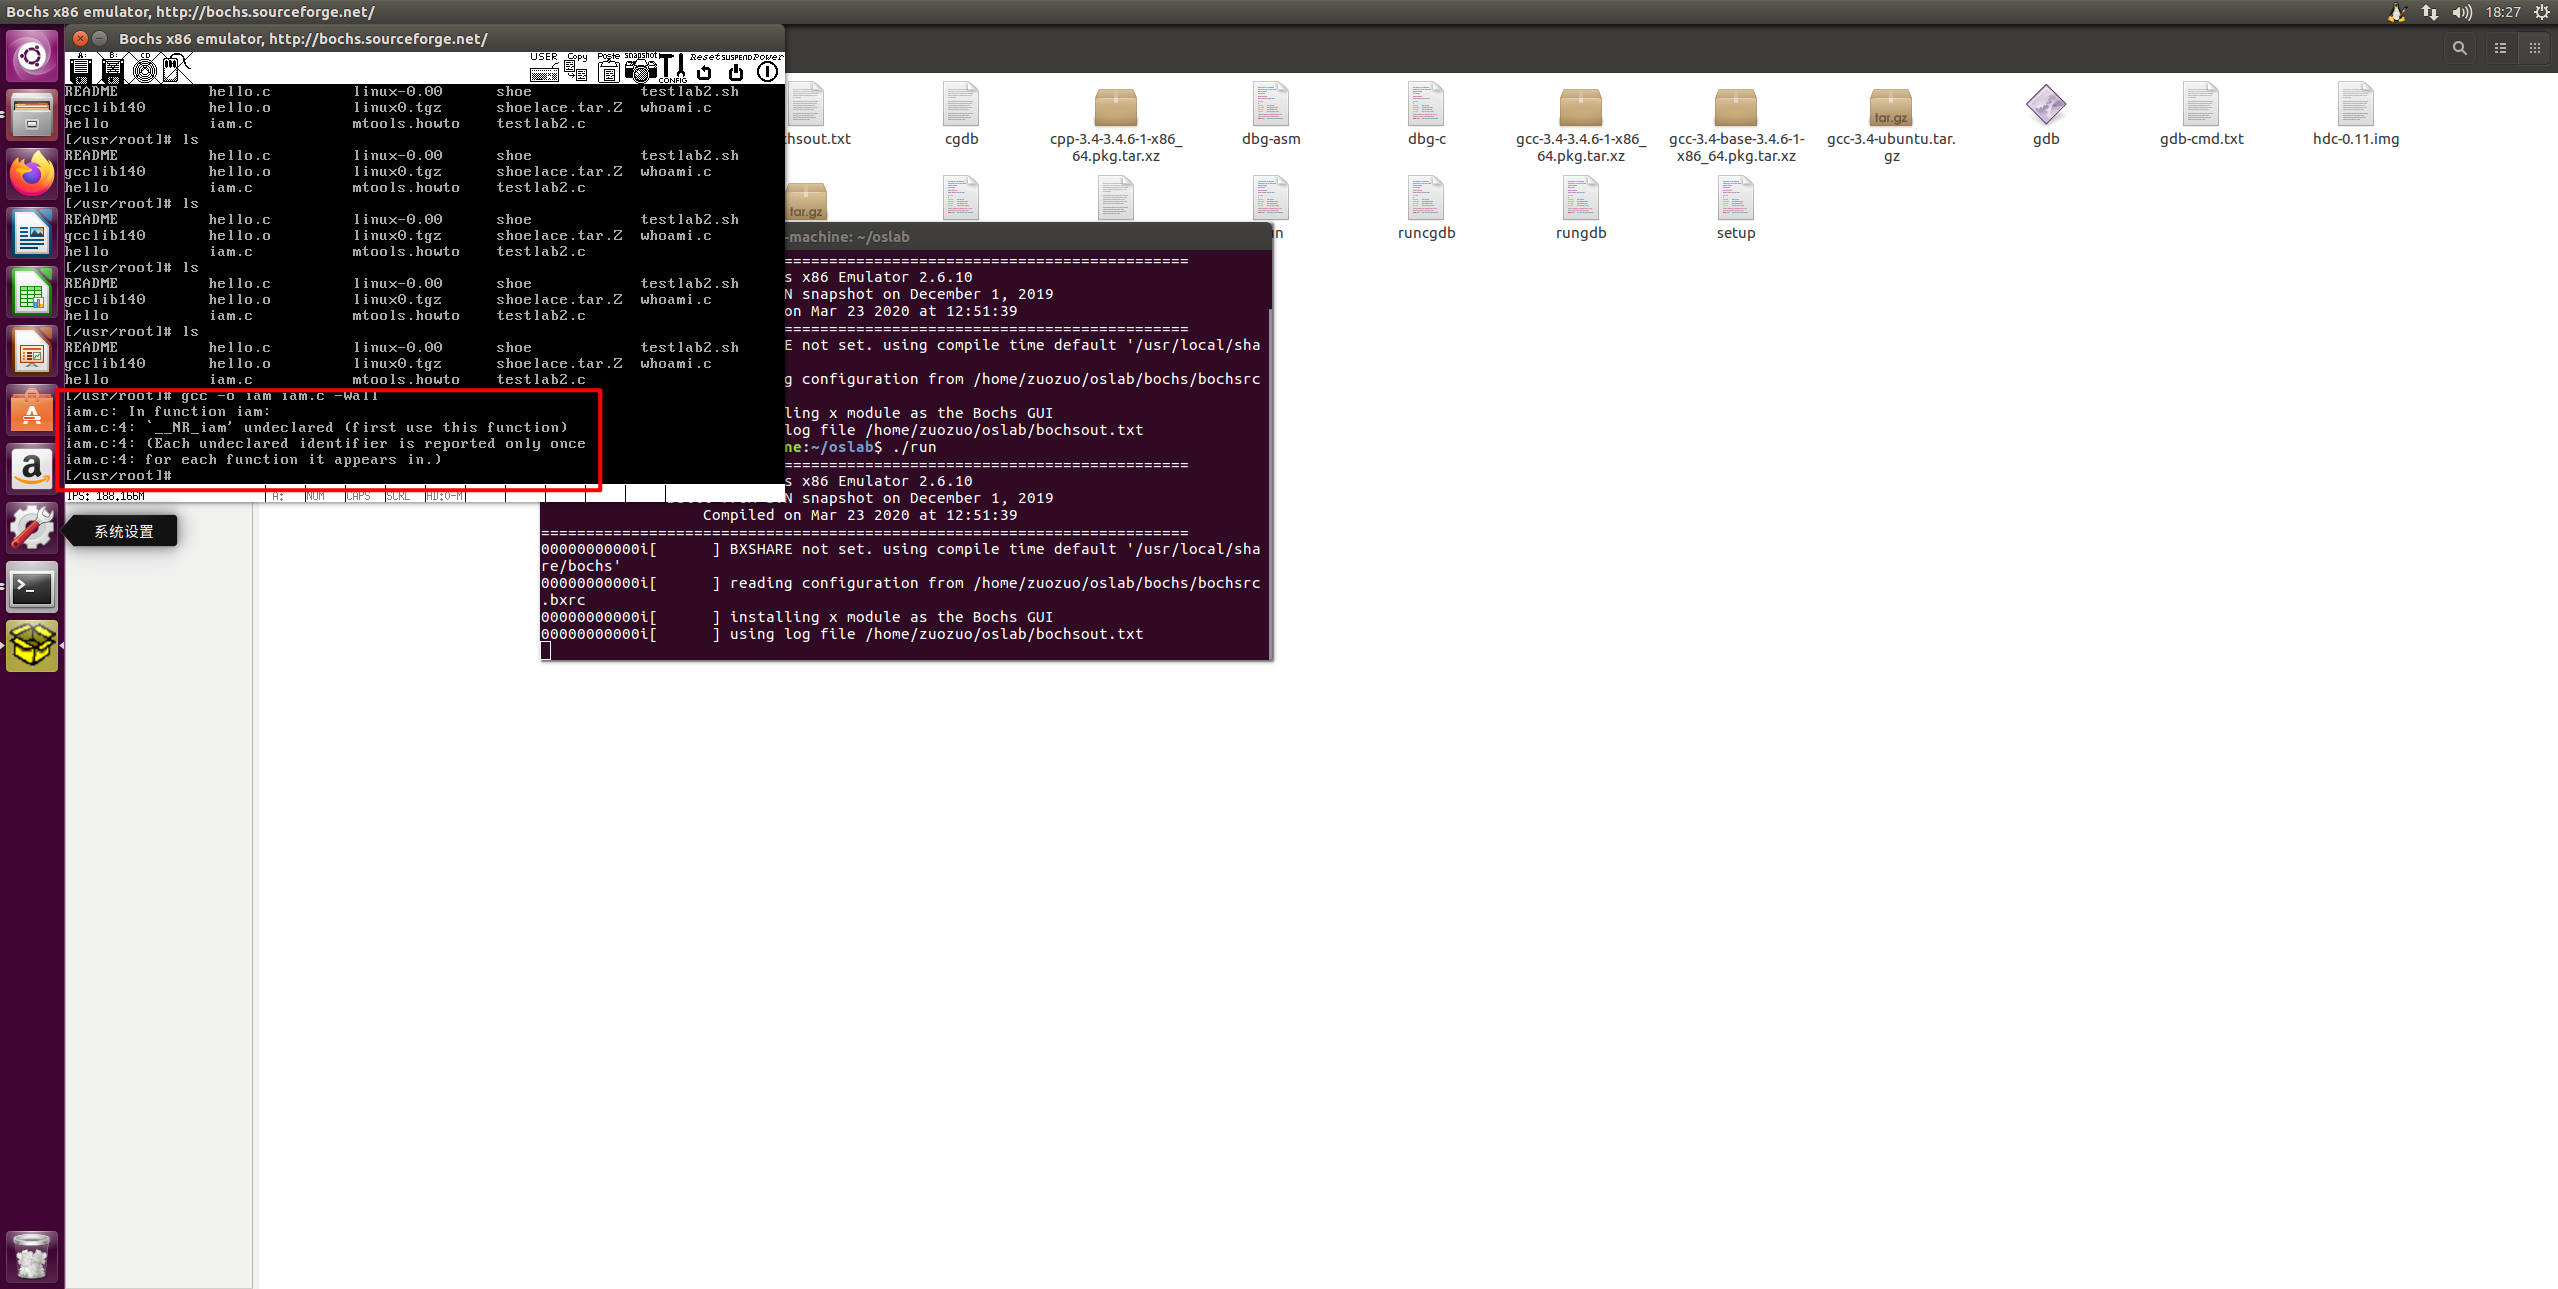 Bochs x86 emulator, http://bochs.sourceforge.net/
18:27
Bochs x86 emulator, http://bochs.sourceforge.net/
A: B: CD USER Copy Paste snapshot CONFIG Reset SUSPEND Power
README hello.c linux-0.00 shoe testlab2.sh
gcclib140 hello.o linux0.tgz shoelace.tar.Z whoami.c
hello iam.c mtools.howto testlab2.c
[/usr/root]# ls
README hello.c linux-0.00 shoe testlab2.sh
gcclib140 hello.o linux0.tgz shoelace.tar.Z whoami.c
hello iam.c mtools.howto testlab2.c
[/usr/root]# ls
README hello.c linux-0.00 shoe testlab2.sh
gcclib140 hello.o linux0.tgz shoelace.tar.Z whoami.c
hello iam.c mtools.howto testlab2.c
[/usr/root]# ls
README hello.c linux-0.00 shoe testlab2.sh
gcclib140 hello.o linux0.tgz shoelace.tar.Z whoami.c
hello iam.c mtools.howto testlab2.c
[/usr/root]# ls
README hello.c linux-0.00 shoe testlab2.sh
gcclib140 hello.o linux0.tgz shoelace.tar.Z whoami.c
hello iam.c mtools.howto testlab2.c
[/usr/root]# gcc -o iam iam.c -Wall
iam.c: In function iam:
iam.c:4: `__NR_iam' undeclared (first use this function)
iam.c:4: (Each undeclared identifier is reported only once
iam.c:4: for each function it appears in.)
[/usr/root]#
IPS: 188.166M A: NUM CAPS SCRL HD:0-M
系统设置
chsout.txt
cgdb
cpp-3.4-3.4.6-1-x86_
64.pkg.tar.xz
dbg-asm
dbg-c
gcc-3.4-3.4.6-1-x86_
64.pkg.tar.xz
gcc-3.4-base-3.4.6-1-
x86_64.pkg.tar.xz
tar.gz
gcc-3.4-ubuntu.tar.
gz
gdb
gdb-cmd.txt
hdc-0.11.img
tar.gz
in
runcgdb
rungdb
setup
-machine: ~/oslab
=============================================
s x86 Emulator 2.6.10
N snapshot on December 1, 2019
on Mar 23 2020 at 12:51:39
=============================================
E not set. using compile time default '/usr/local/sha
g configuration from /home/zuozuo/oslab/bochs/bochsrc
ling x module as the Bochs GUI
log file /home/zuozuo/oslab/bochsout.txt
ne:~/oslab$ ./run
=============================================
s x86 Emulator 2.6.10
N snapshot on December 1, 2019
Compiled on Mar 23 2020 at 12:51:39
========================================================================
00000000000i[      ] BXSHARE not set. using compile time default '/usr/local/sha
re/bochs'
00000000000i[      ] reading configuration from /home/zuozuo/oslab/bochs/bochsrc
.bxrc
00000000000i[      ] installing x module as the Bochs GUI
00000000000i[      ] using log file /home/zuozuo/oslab/bochsout.txt